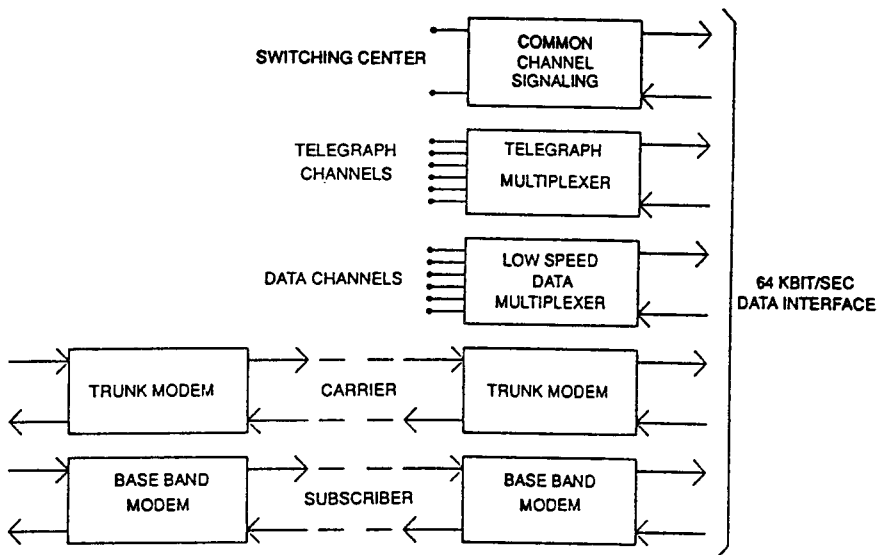 SWITCHING CENTER
COMMON
CHANNEL
SIGNALING
TELEGRAPH
CHANNELS
TELEGRAPH
MULTIPLEXER
DATA CHANNELS
LOW SPEED
DATA
MULTIPLEXER
64 KBIT/SEC
DATA INTERFACE
TRUNK MODEM
CARRIER
TRUNK MODEM
BASE BAND
MODEM
SUBSCRIBER
BASE BAND
MODEM